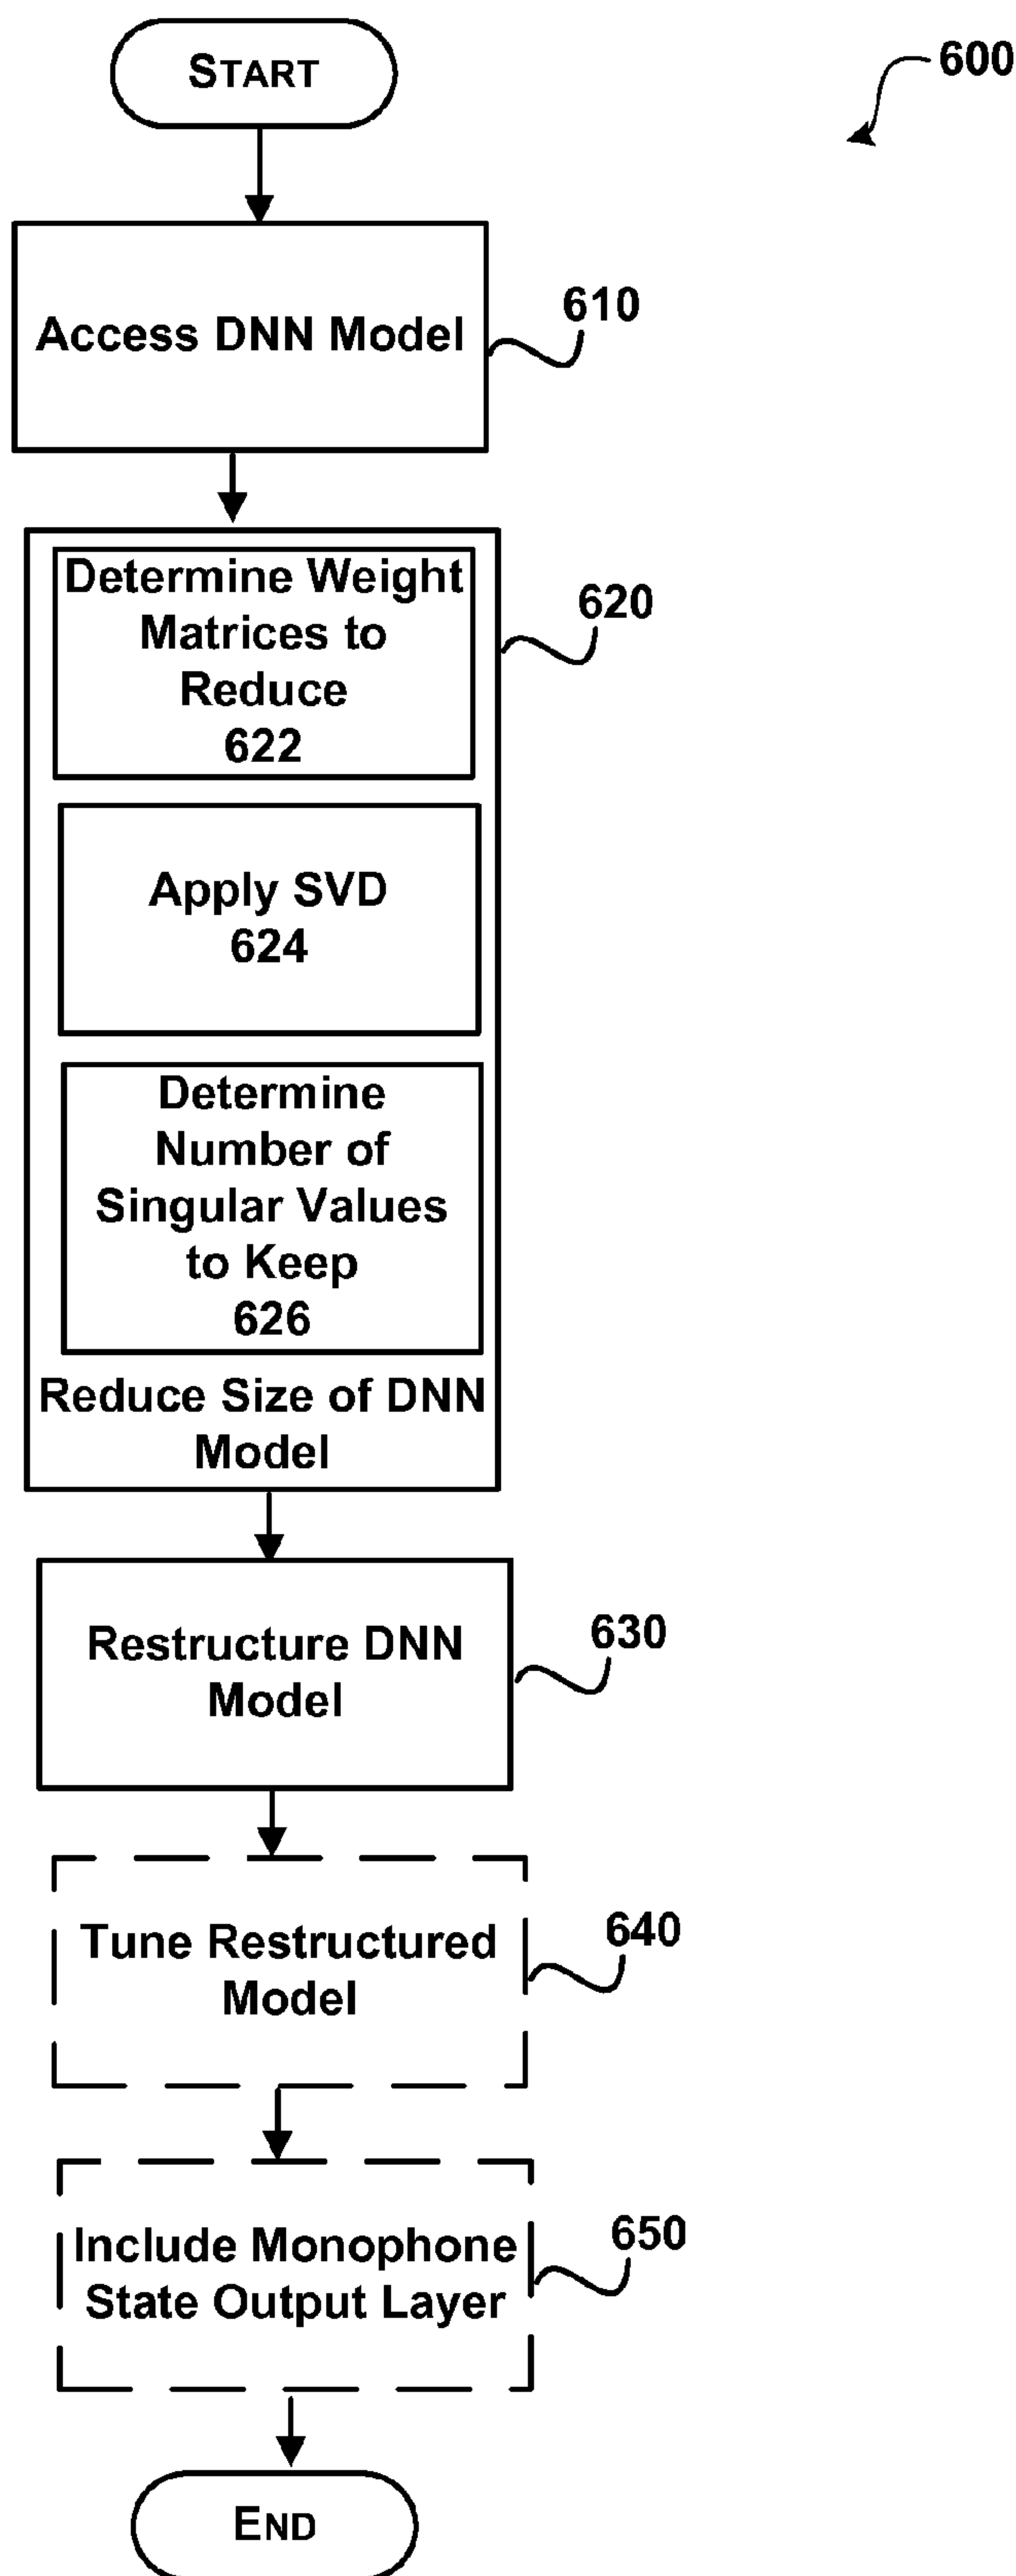 START
600
Access DNN Model
610
Determine Weight
Matrices to
Reduce
622
620
Apply SVD
624
Determine
Number of
Singular Values
to Keep
626
Reduce Size of DNN
Model
Restructure DNN
Model
630
Tune Restructured
Model
640
Include Monophone
State Output Layer
650
END